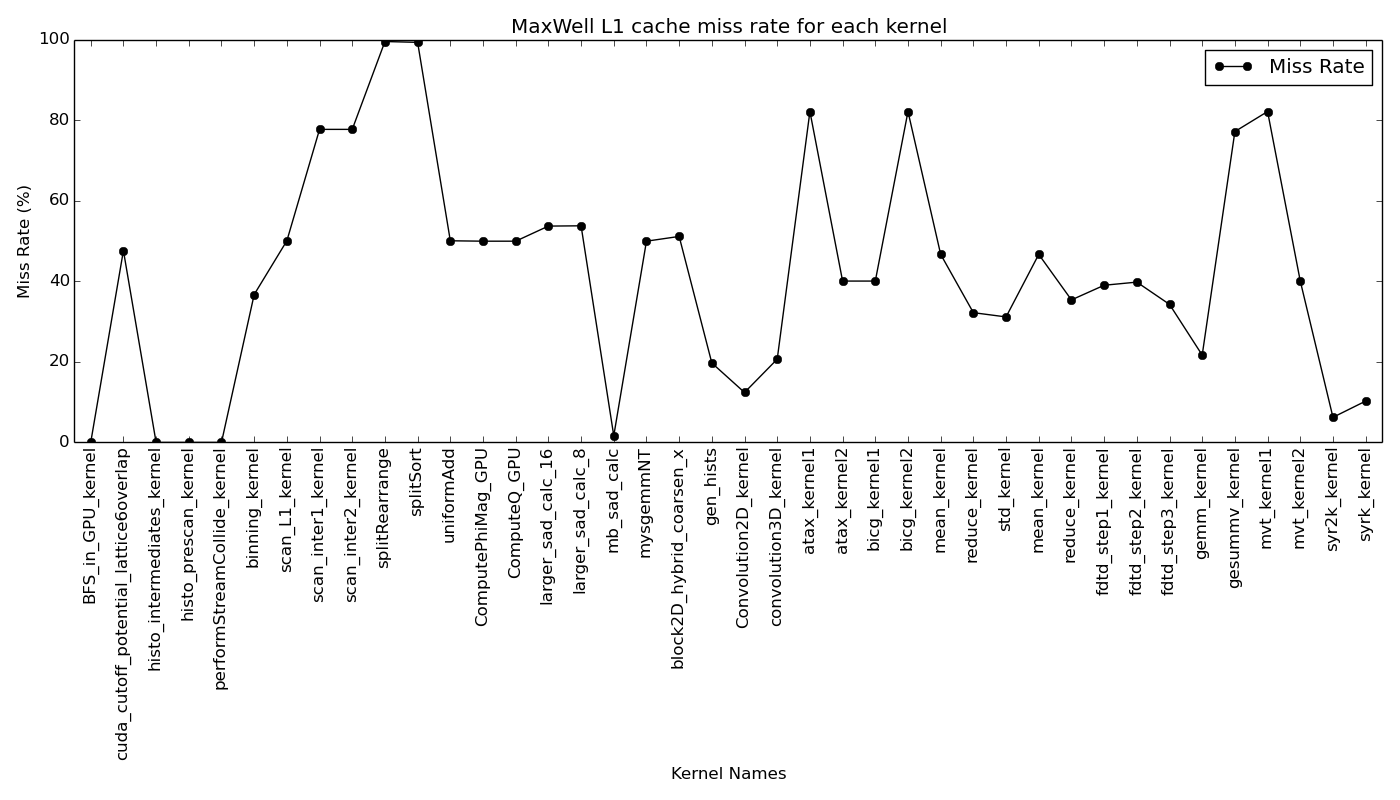 MaxWell L1 cache miss rate for each kernel
Miss Rate
Miss Rate (%)
100
80
60
40
20
0
BFS_in_GPU_kernel
cuda_cutoff_potential_lattice6overlap
histo_intermediates_kernel
histo_prescan_kernel
performStreamCollide_kernel
binning_kernel
scan_L1_kernel
scan_inter1_kernel
scan_inter2_kernel
splitRearrange
splitSort
uniformAdd
ComputePhiMag_GPU
ComputeQ_GPU
larger_sad_calc_16
larger_sad_calc_8
mb_sad_calc
mysgemmNT
block2D_hybrid_coarsen_x
gen_hists
Convolution2D_kernel
convolution3D_kernel
atax_kernel1
atax_kernel2
bicg_kernel1
bicg_kernel2
mean_kernel
reduce_kernel
std_kernel
mean_kernel
reduce_kernel
fdtd_step1_kernel
fdtd_step2_kernel
fdtd_step3_kernel
gemm_kernel
gesummv_kernel
mvt_kernel1
mvt_kernel2
syr2k_kernel
syrk_kernel
Kernel Names